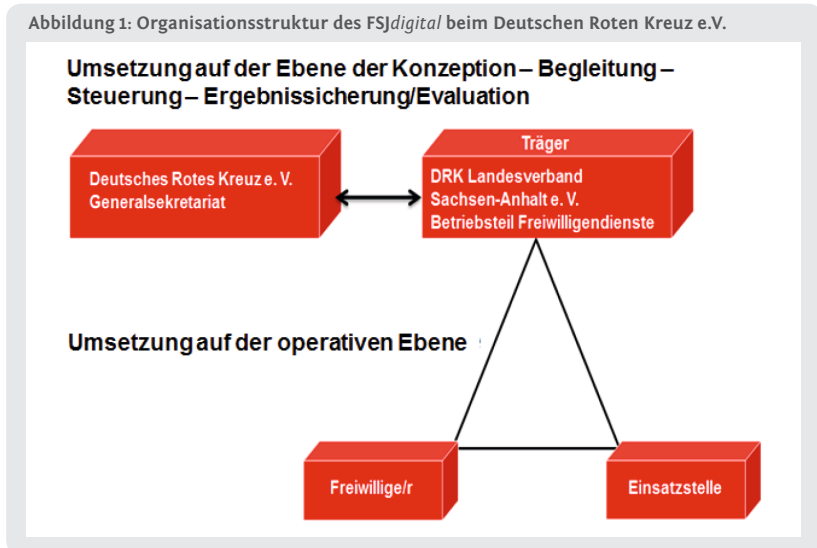 Abbildung 1: Organisationsstruktur des FSJdigital beim Deutschen Roten Kreuz e.V.
Umsetzung auf der Ebene der Konzeption – Begleitung –
Steuerung – Ergebnissicherung/Evaluation
Deutsches Rotes Kreuz e. V.
Generalsekretariat
Träger
DRK Landesverband
Sachsen-Anhalt e. V.
Betriebsteil Freiwilligendienste
Umsetzung auf der operativen Ebene
Freiwillige/r
Einsatzstelle